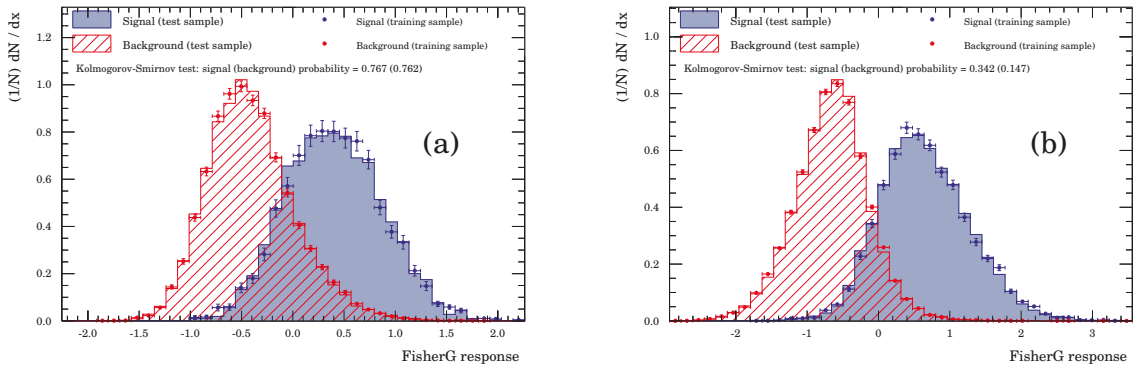 (1/N) dN / dx
1.2
1.0
0.8
0.6
0.4
0.2
0.0
Signal (test sample)
Background (test sample)
Signal (training sample)
Background (training sample)
Kolmogorov-Smirnov test: signal (background) probability = 0.767 (0.762)
(a)
-2.0 -1.5 -1.0 -0.5 0.0 0.5 1.0 1.5 2.0
FisherG response
(1/N) dN / dx
1.0
0.8
0.6
0.4
0.2
0.0
Signal (test sample)
Background (test sample)
Signal (training sample)
Background (training sample)
Kolmogorov-Smirnov test: signal (background) probability = 0.342 (0.147)
(b)
-2 -1 0 1 2 3
FisherG response